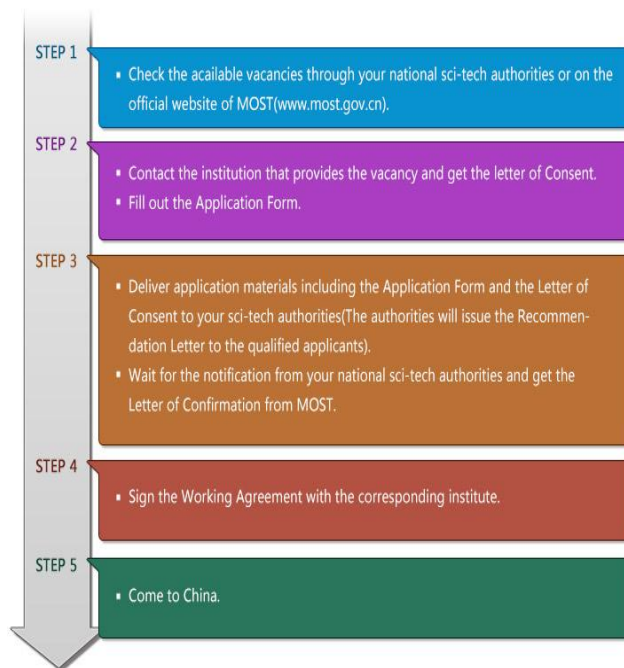 STEP 1
▪ Check the acailable vacancies through your national sci-tech authorities or on the
official website of MOST(www.most.gov.cn).
STEP 2
▪ Contact the institution that provides the vacancy and get the letter of Consent.
▪ Fill out the Application Form.
STEP 3
▪ Deliver application materials including the Application Form and the Letter of
Consent to your sci-tech authorities(The authorities will issue the Recommen-
dation Letter to the qualified applicants).
▪ Wait for the notification from your national sci-tech authorities and get the
Letter of Confirmation from MOST.
STEP 4
▪ Sign the Working Agreement with the corresponding institute.
STEP 5
▪ Come to China.